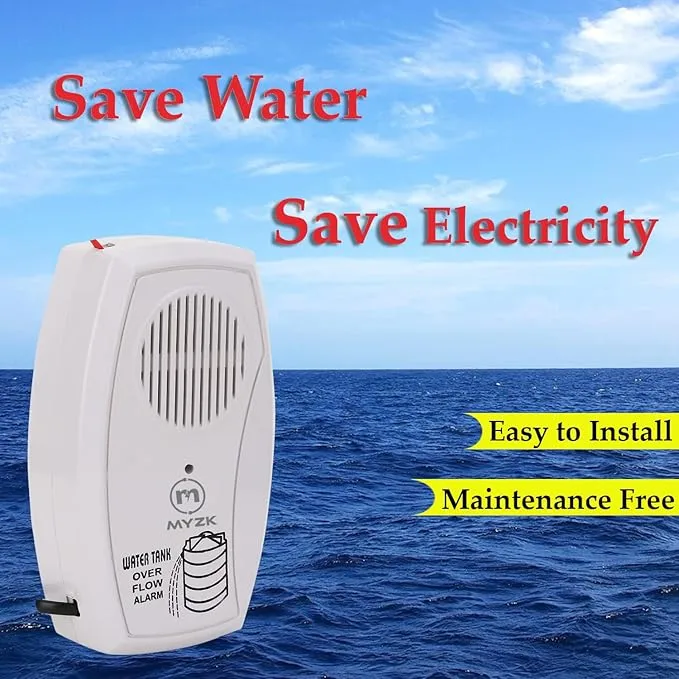 Save Water
Save Electricity
Easy to Install
Maintenance Free
m
MYZK
WATER TANK
OVER
FLOW
ALARM